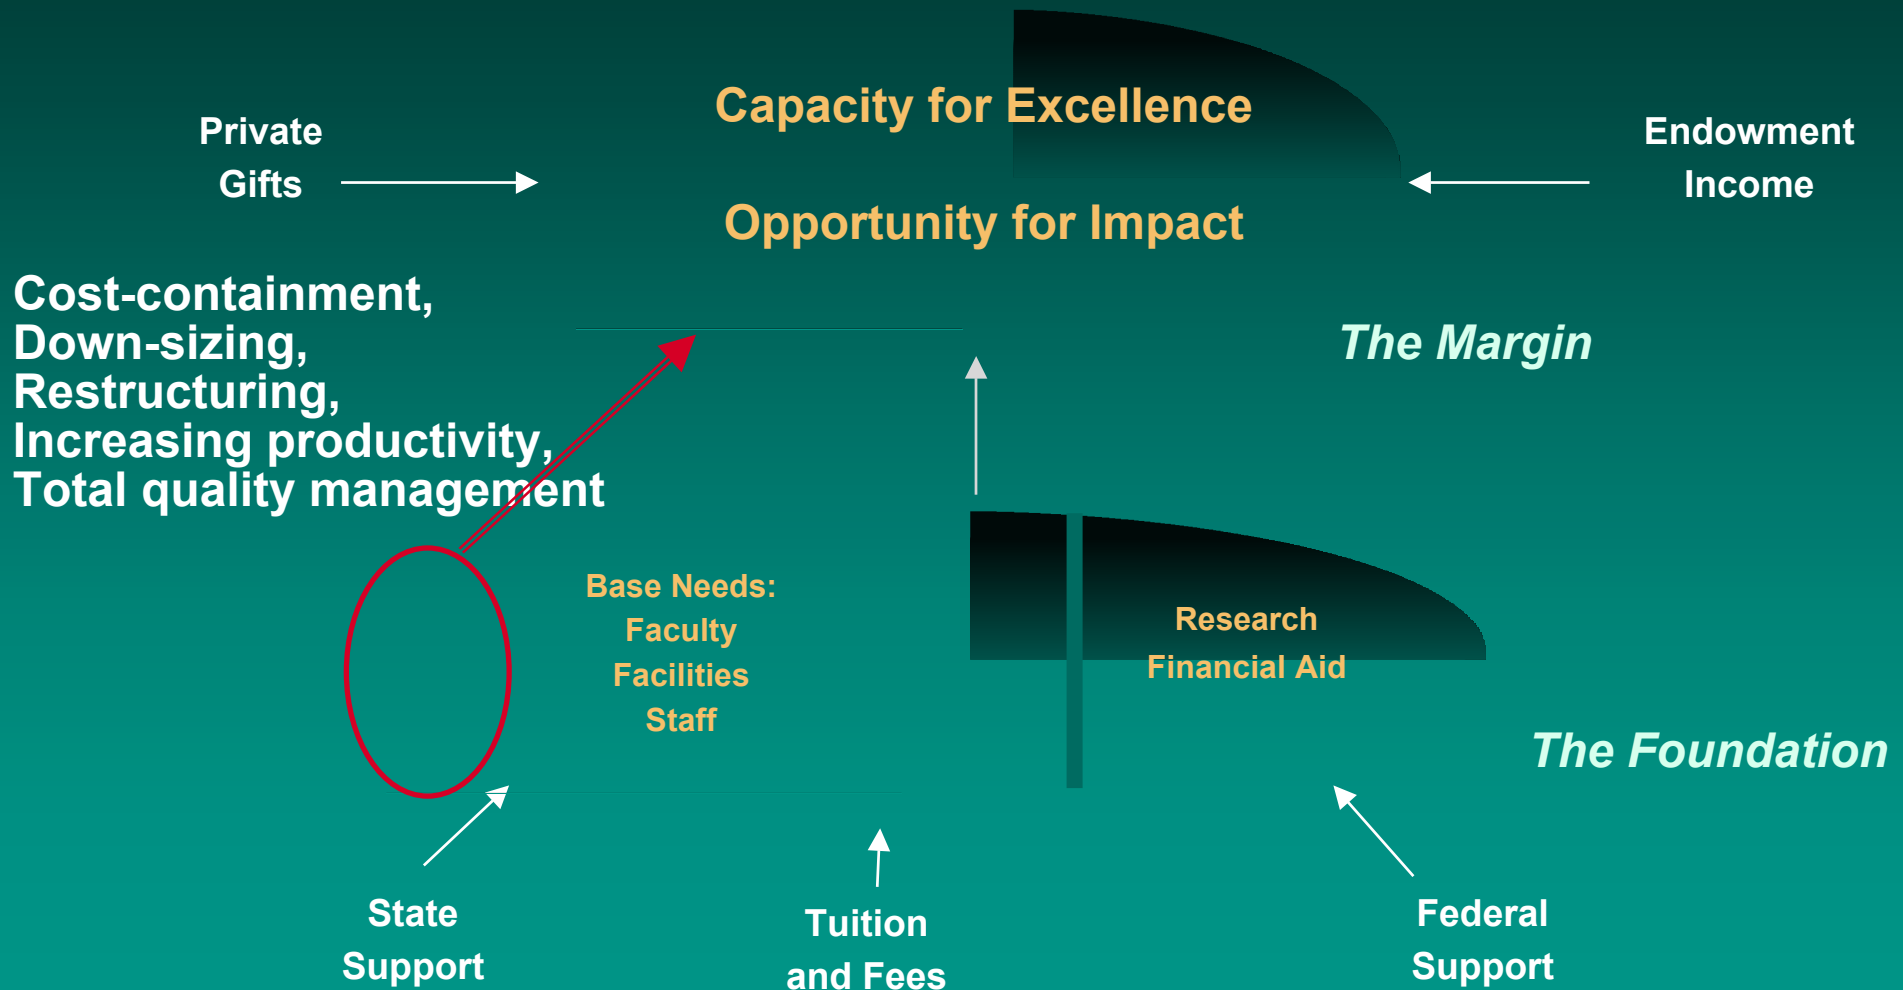 Capacity for Excellence
Private
Gifts
Endowment
Income
Opportunity for Impact
Cost-containment,
Down-sizing,
Restructuring,
Increasing productivity,
Total quality management
The Margin
Base Needs:
Faculty
Facilities
Staff
Research
Financial Aid
The Foundation
State
Support
Tuition
and Fees
Federal
Support